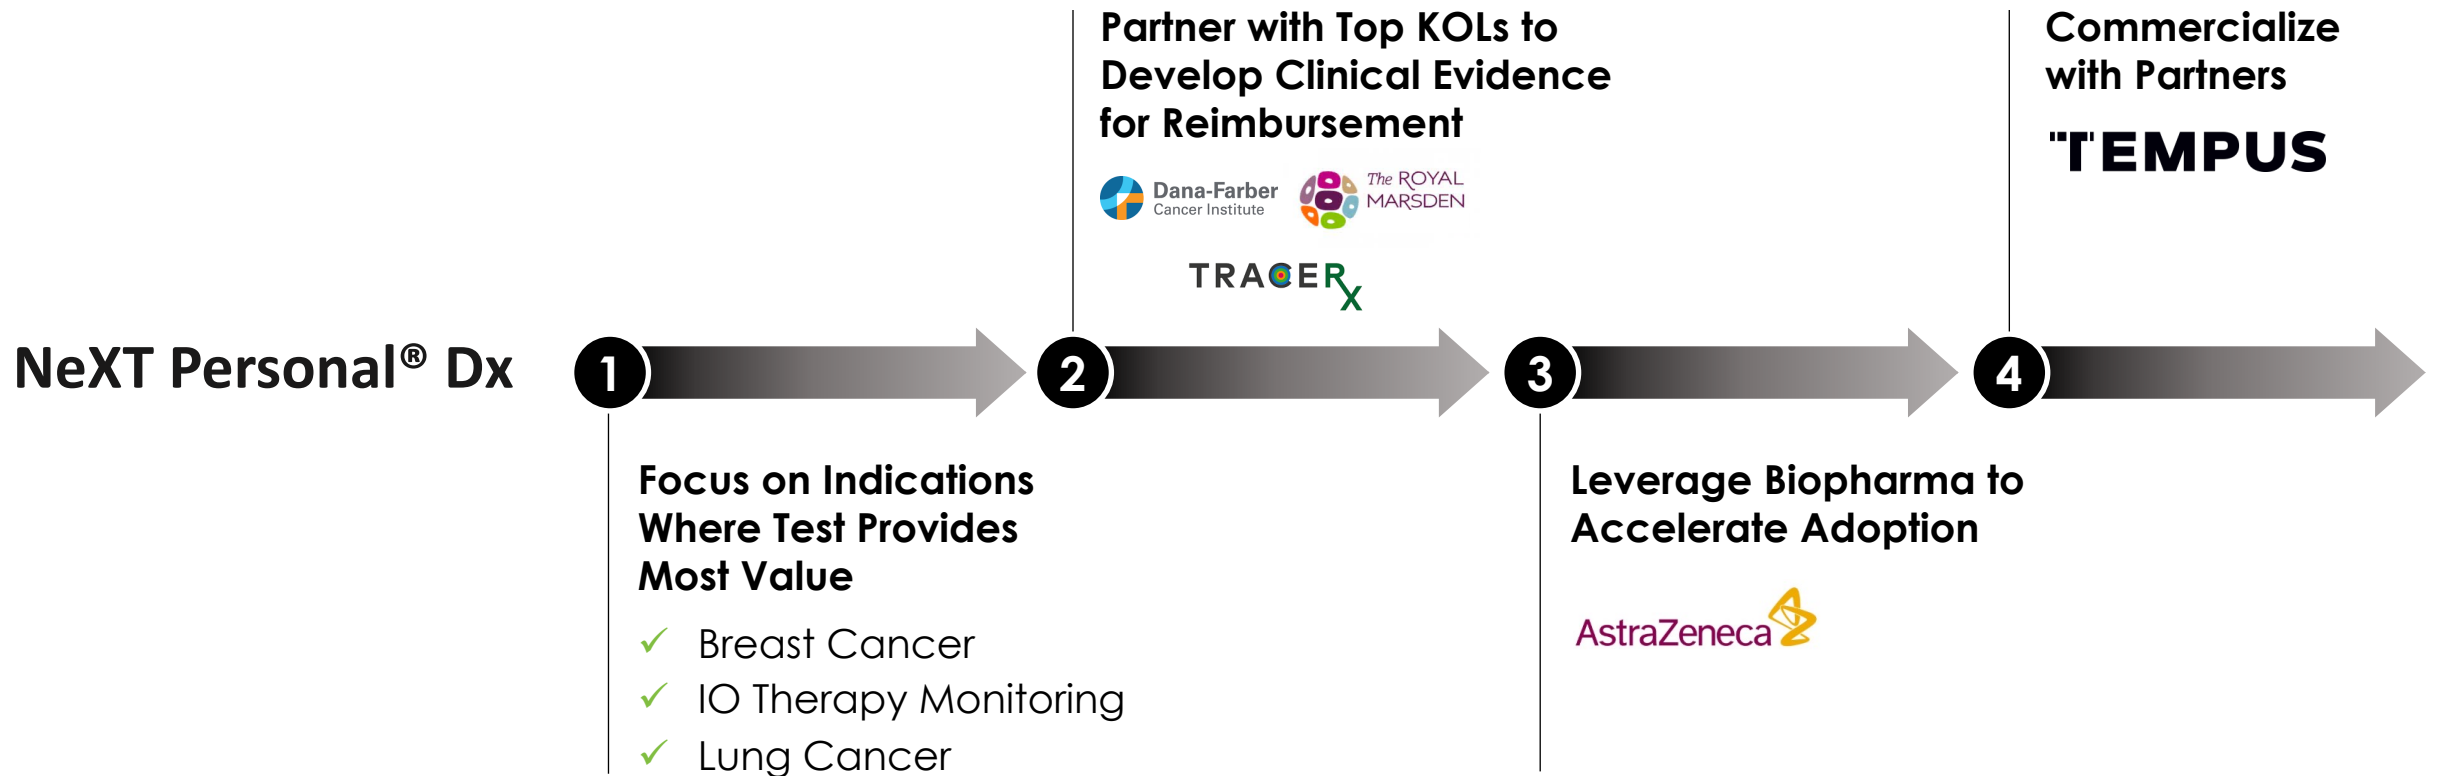 NeXT Personal® Dx
1
Focus on Indications
Where Test Provides
Most Value
✓ Breast Cancer
✓ IO Therapy Monitoring
✓ Lung Cancer
2
Partner with Top KOLs to
Develop Clinical Evidence
for Reimbursement
Dana-Farber
Cancer Institute
The ROYAL
MARSDEN
TRACERx
3
Leverage Biopharma to
Accelerate Adoption
AstraZeneca
4
Commercialize
with Partners
TEMPUS